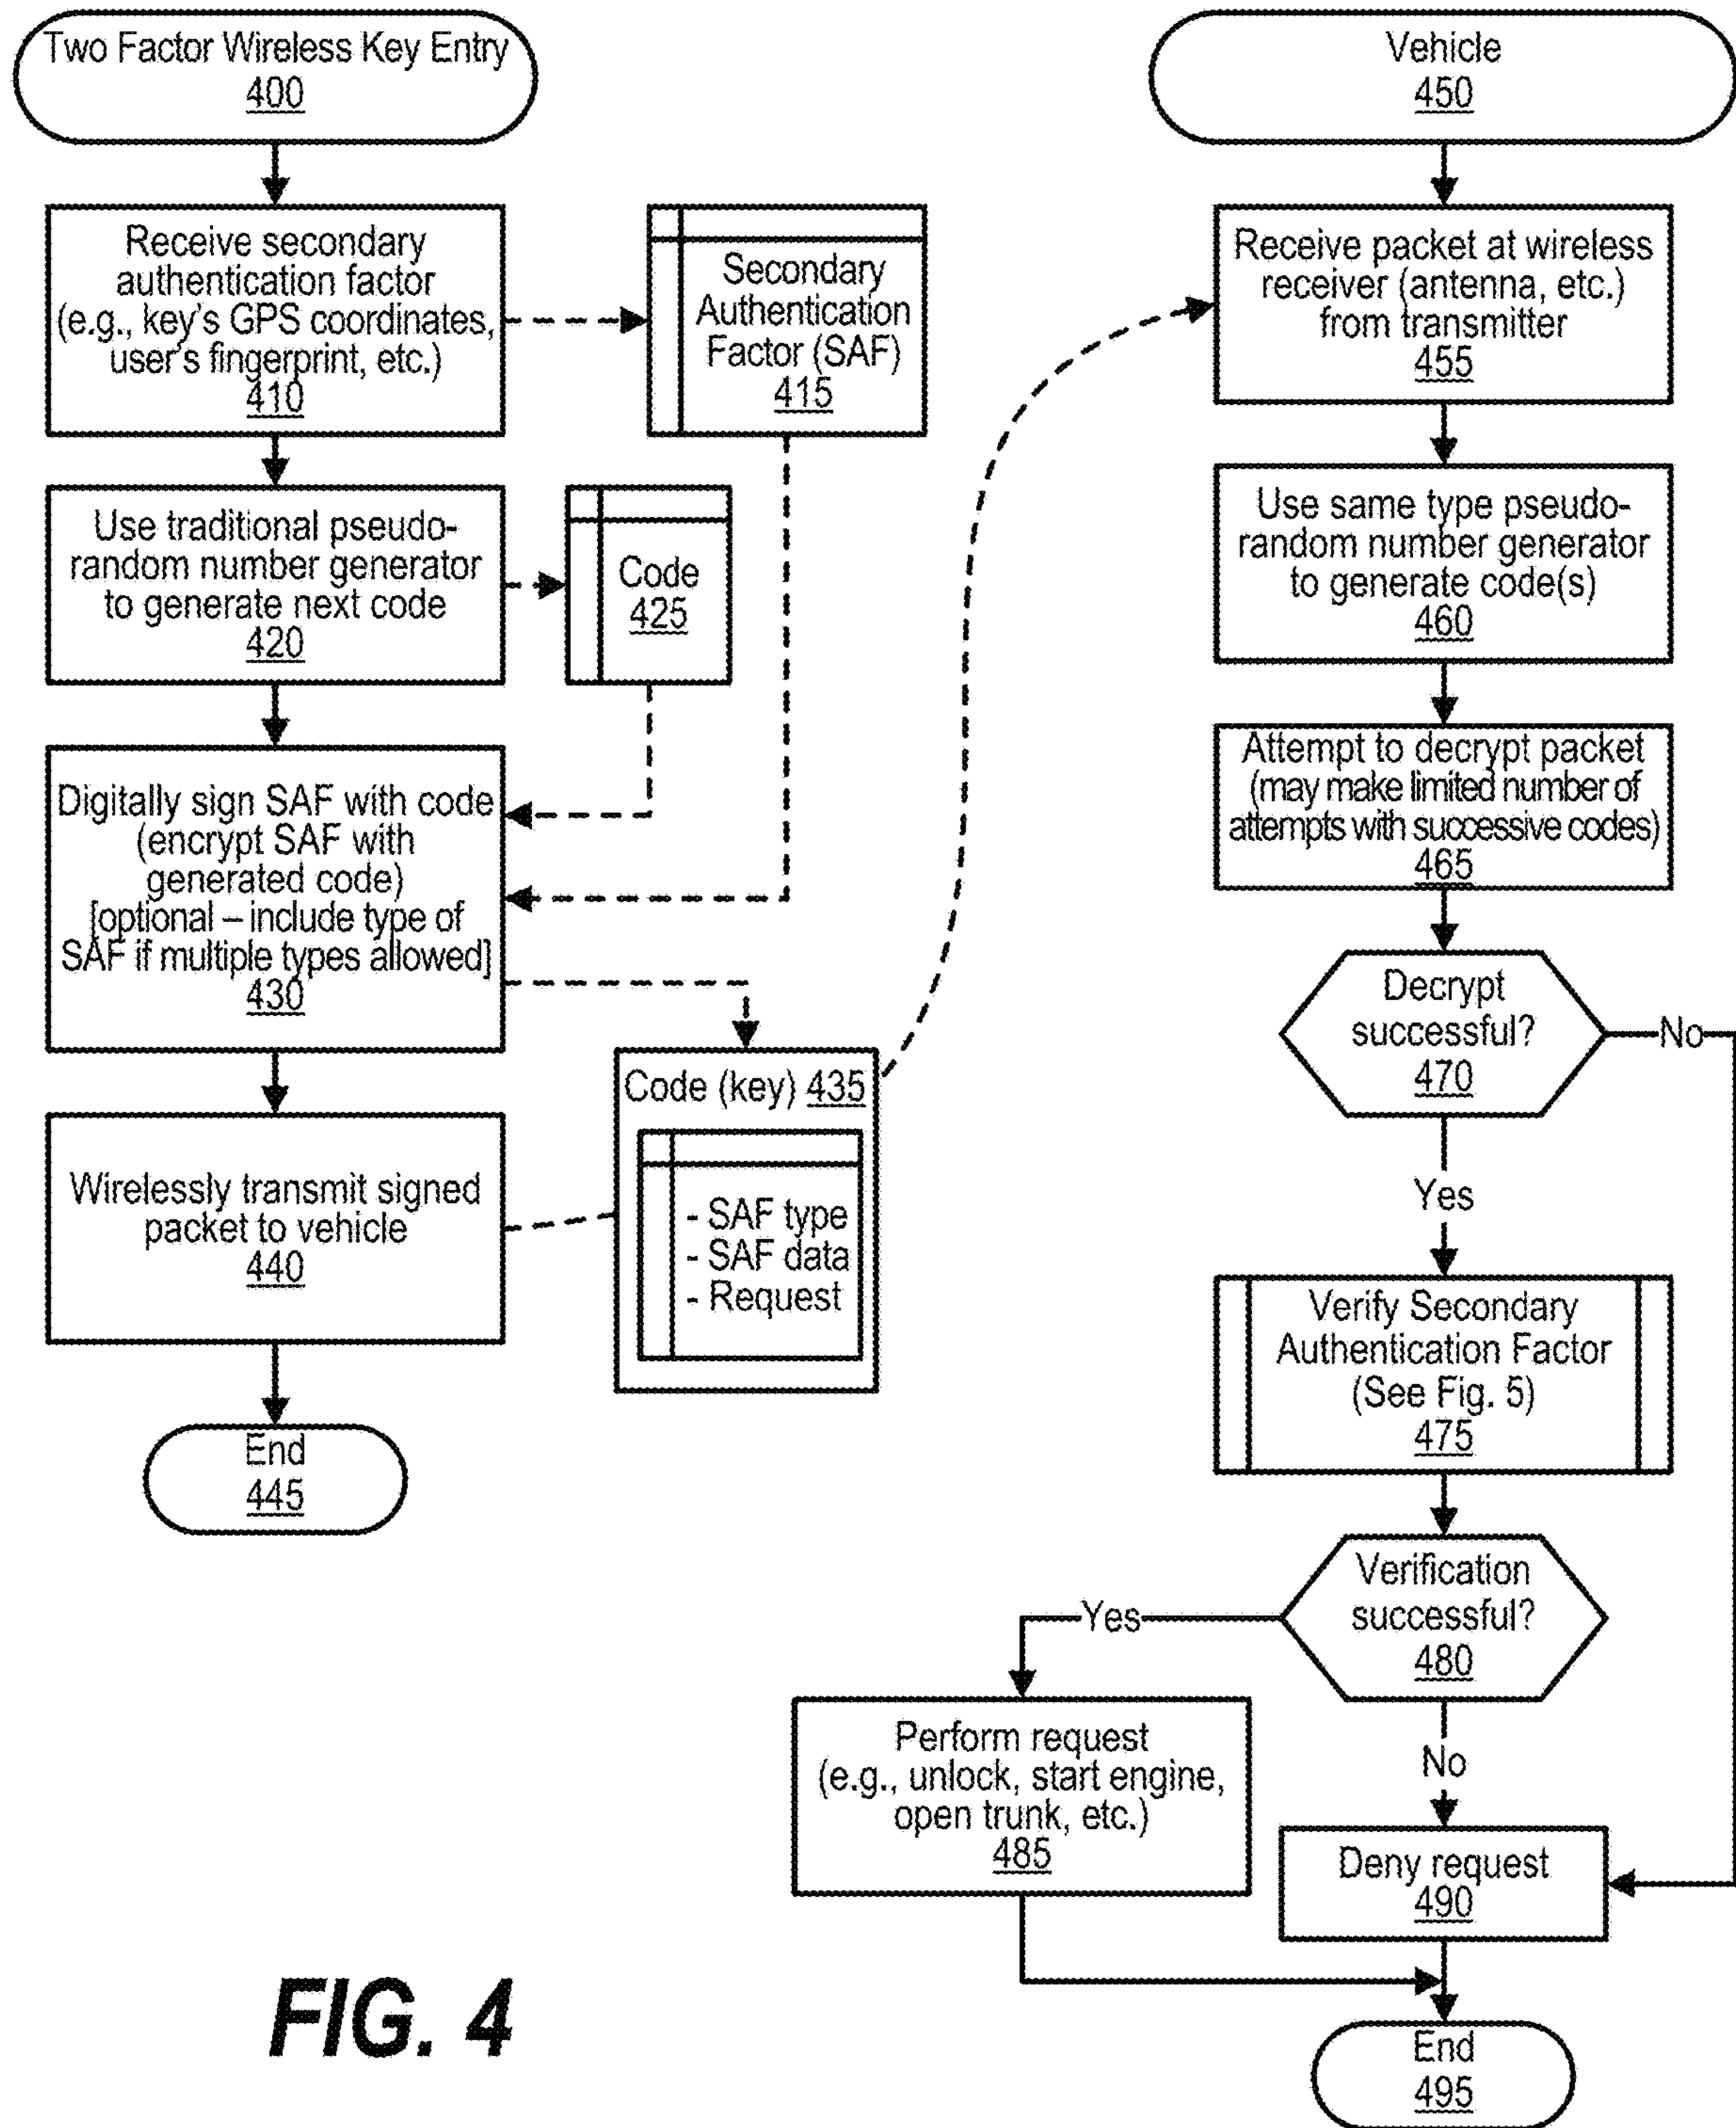 Two Factor Wireless Key Entry
400
Receive secondary
authentication factor
(e.g., key's GPS coordinates,
user's fingerprint, etc.)
410
Secondary
Authentication
Factor (SAF)
415
Use traditional pseudo-
random number generator
to generate next code
420
Code
425
Digitally sign SAF with code
(encrypt SAF with
generated code)
[optional – include type of
SAF if multiple types allowed]
430
Code (key) 435
- SAF type
- SAF data
- Request
Wirelessly transmit signed
packet to vehicle
440
End
445
Vehicle
450
Receive packet at wireless
receiver (antenna, etc.)
from transmitter
455
Use same type pseudo-
random number generator
to generate code(s)
460
Attempt to decrypt packet
(may make limited number of
attempts with successive codes)
465
Decrypt
successful?
470
No
Yes
Verify Secondary
Authentication Factor
(See Fig. 5)
475
Verification
successful?
480
Yes
No
Perform request
(e.g., unlock, start engine,
open trunk, etc.)
485
Deny request
490
End
495
FIG. 4